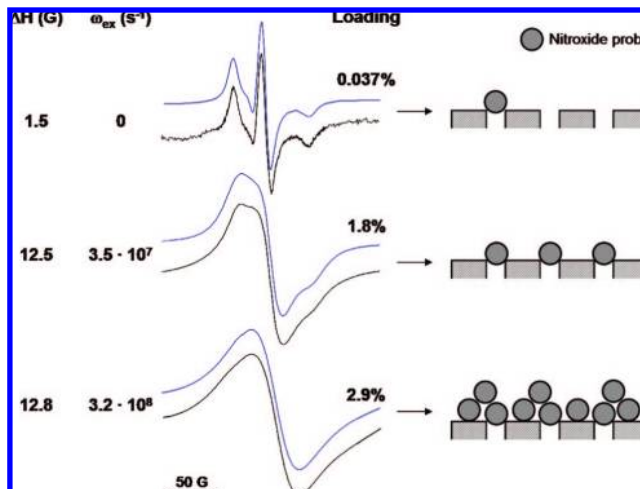 ΔH (G) ω_ex (s⁻¹) Loading
Nitroxide prob
0.037%
1.5 0
1.8%
12.5 3.5 · 10⁷
2.9%
12.8 3.2 · 10⁸
50 G